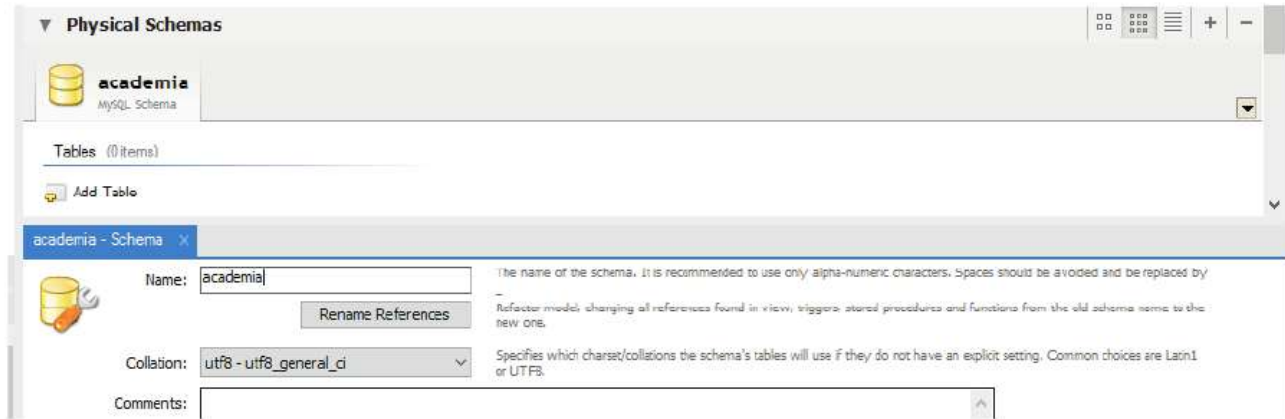 Physical Schemas
academia
MySQL Schema
Tables (0 items)
Add Table
academia - Schema
Name: academia
The name of the schema. It is recommended to use only alpha-numeric characters. Spaces should be avoided and be replaced by
_
Rename References
Refactor model, changing all references found in view, triggers, stored procedures and functions from the old schema name to the
new one.
Collation: utf8 - utf8_general_ci
Specifies which charset/collations the schema's tables will use if they do not have an explicit setting. Common choices are Latin1
or UTF8.
Comments: